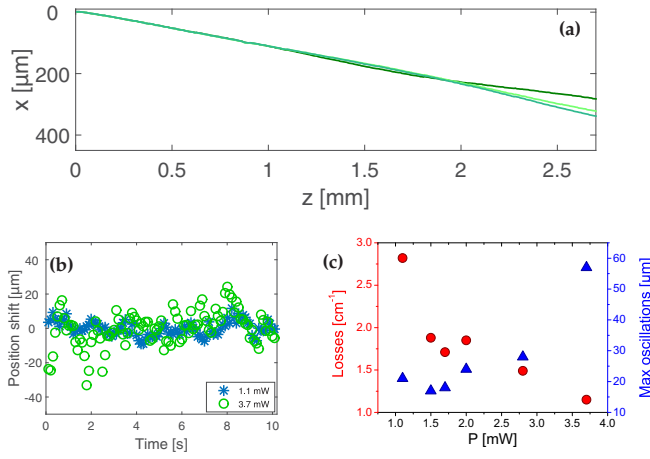 (a)
0
200
400
x [µm]
0 0.5 1 1.5 2 2.5
z [mm]
(b)
40
20
0
-20
-40
Position shift [µm]
1.1 mW
3.7 mW
0 2 4 6 8 10
Time [s]
(c)
3.0
2.5
2.0
1.5
1.0
Losses [cm⁻¹]
60
50
40
30
20
10
Max oscillations [µm]
1.0 1.5 2.0 2.5 3.0 3.5 4.0
P [mW]